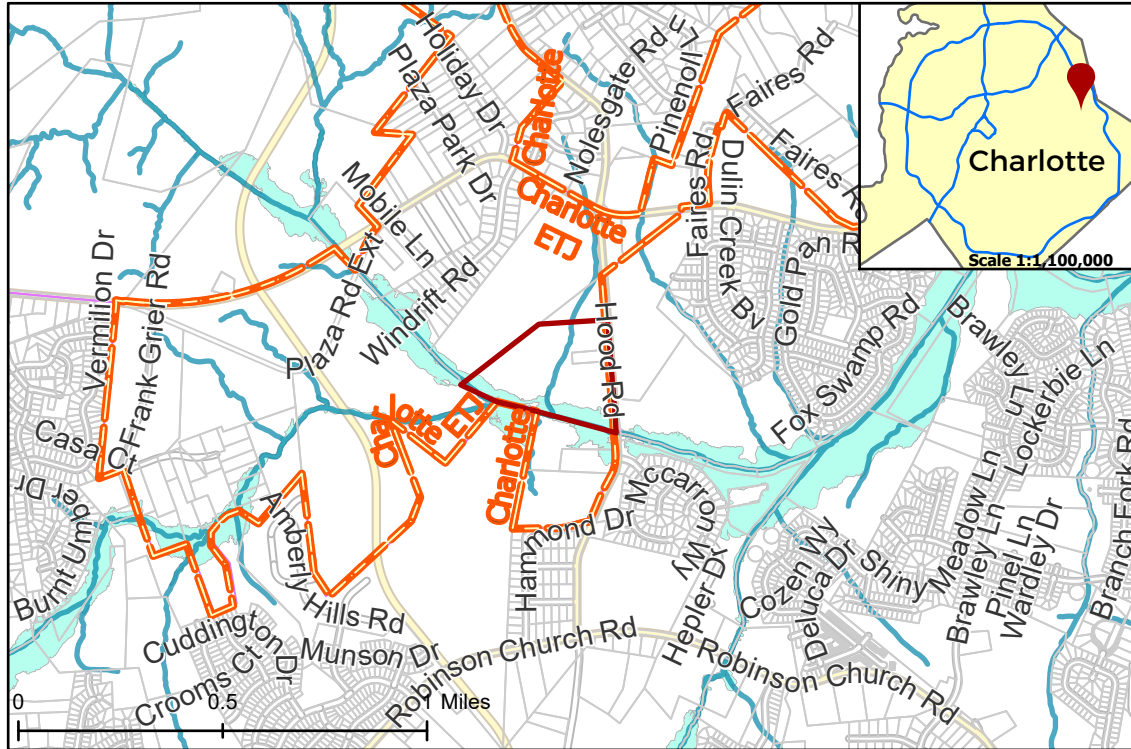 Holiday Dr
Plaza Park Dr
Charlotte
Nolesgate Rd
Pinenoll Ln
Faires Rd
Faires Rd
Charlotte
Scale 1:1,100,000
Mobile Ln
Charlotte
ETJ
Faires Rd
Dulin Creek Bv
Gold Pan R
Vermilion Dr
Frank Grier Rd
Plaza Rd Ext
Windrift Rd
Hood Rd
Fox Swamp Rd
Brawley Ln
Lockerbie Ln
Charlotte ETJ
Charlotte
Casa Ct
Burnt Umber Dr
Amberly Hills Rd
Hammond Dr
Mccarron Wy
Hepler Dx
Cozen Wy
Deluca Dr
Lt Shiny
Meadow Ln
Brawley Ln
Pinel Ln
Wardley Dr
Branch Fork Rd
Cuddington Dr
Crooms Ct
Munson Dr
Robinson Church Rd
Robinson Church Rd
0 0.5 1 Miles